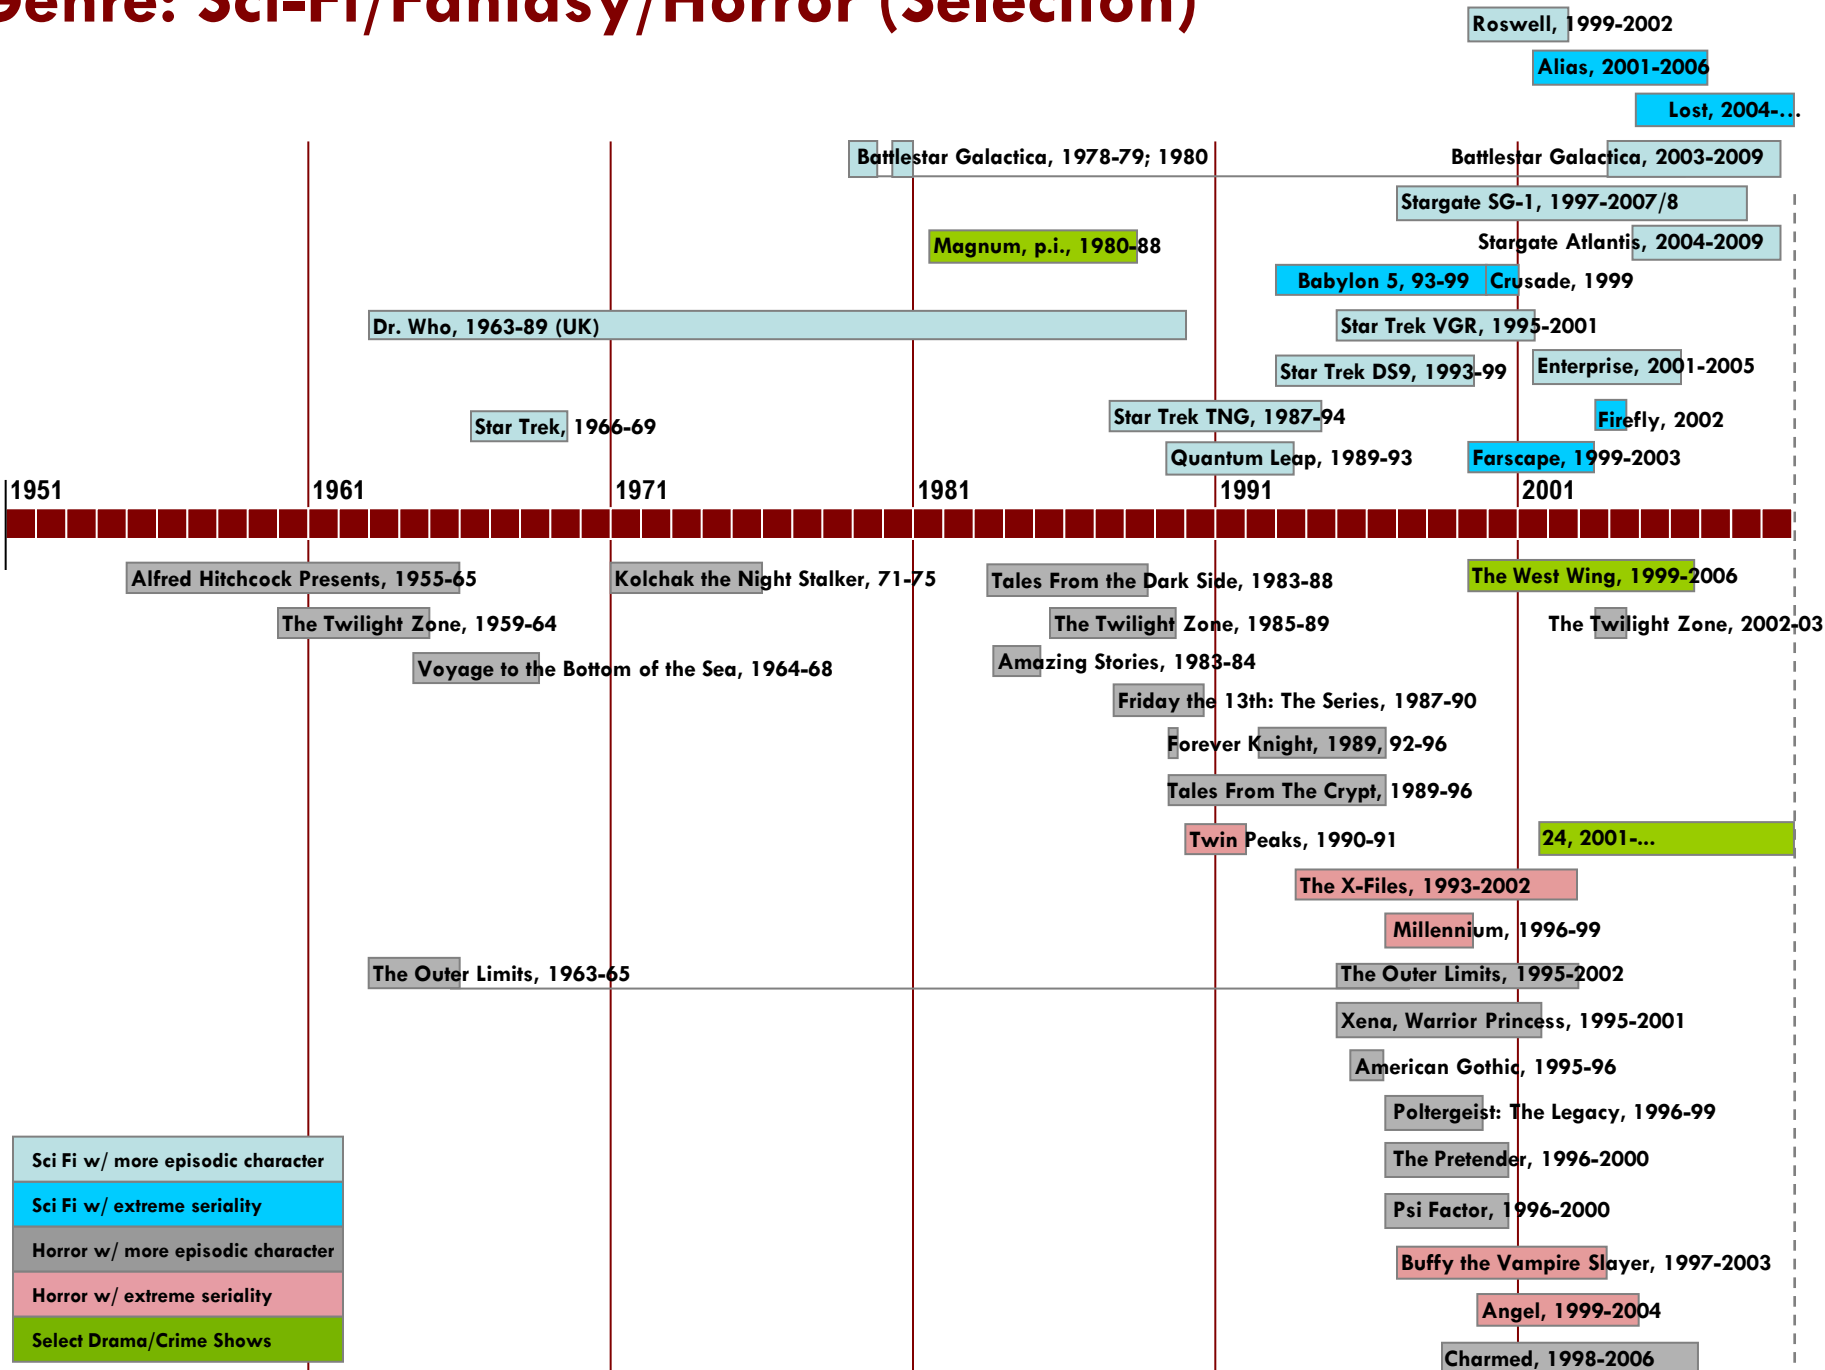 Genre: Sci-Fi/Fantasy/Horror (Selection)
Roswell, 1999-2002
Alias, 2001-2006
Lost, 2004-...
Battlestar Galactica, 1978-79; 1980
Battlestar Galactica, 2003-2009
Stargate SG-1, 1997-2007/8
Magnum, p.i., 1980-88
Stargate Atlantis, 2004-2009
Babylon 5, 93-99
Crusade, 1999
Dr. Who, 1963-89 (UK)
Star Trek VGR, 1995-2001
Star Trek DS9, 1993-99
Enterprise, 2001-2005
Star Trek, 1966-69
Star Trek TNG, 1987-94
Firefly, 2002
Quantum Leap, 1989-93
Farscape, 1999-2003
1951
1961
1971
1981
1991
2001
Alfred Hitchcock Presents, 1955-65
Kolchak the Night Stalker, 71-75
Tales From the Dark Side, 1983-88
The West Wing, 1999-2006
The Twilight Zone, 1959-64
The Twilight Zone, 1985-89
The Twilight Zone, 2002-03
Voyage to the Bottom of the Sea, 1964-68
Amazing Stories, 1983-84
Friday the 13th: The Series, 1987-90
Forever Knight, 1989, 92-96
Tales From The Crypt, 1989-96
Twin Peaks, 1990-91
24, 2001-...
The X-Files, 1993-2002
Millennium, 1996-99
The Outer Limits, 1963-65
The Outer Limits, 1995-2002
Xena, Warrior Princess, 1995-2001
American Gothic, 1995-96
Poltergeist: The Legacy, 1996-99
The Pretender, 1996-2000
Psi Factor, 1996-2000
Buffy the Vampire Slayer, 1997-2003
Angel, 1999-2004
Charmed, 1998-2006
Sci Fi w/ more episodic character
Sci Fi w/ extreme seriality
Horror w/ more episodic character
Horror w/ extreme seriality
Select Drama/Crime Shows